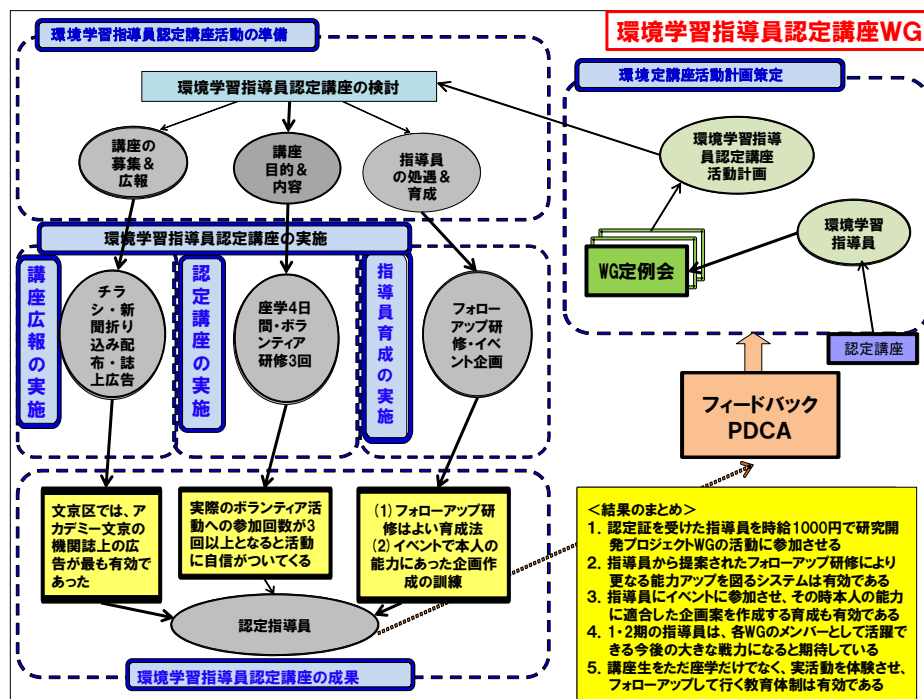 環境学習指導員認定講座WG
環境学習指導員認定講座活動の準備
環境学習指導員認定講座の検討
講座の
募集&
広報
講座
目的&
内容
指導員
の処遇&
育成
環境定講座活動計画策定
環境学習指導
員認定講座
活動計画
環境学習
指導員
WG定例会
認定講座
フィードバック
PDCA
環境学習指導員認定講座の実施
講座広報の実施
チラ
シ・新
聞折り
込み配
布・誌
上広告
認定講座の実施
座学4日
間・ボラ
ンティア
研修3回
指導員育成の実施
フォロー
アップ研
修・イベ
ント企画
文京区では、ア
カデミー文京の
機関誌上の広
告が最も有効で
あった
実際のボランティア活
動への参加回数が3
回以上となると活動
に自信がついてくる
(1)フォローアップ研
修はよい育成法
(2)イベントで本人の
能力にあった企画作
成の訓練
認定指導員
環境学習指導員認定講座の成果
<結果のまとめ>
1. 認定証を受けた指導員を時給1000円で研究開
発プロジェクトWGの活動に参加させる
2. 指導員から提案されたフォローアップ研修により
更なる能力アップを図るシステムは有効である
3. 指導員にイベントに参加させ、その時本人の能力
に適合した企画案を作成する育成も有効である
4. 1・2期の指導員は、各WGのメンバーとして活躍で
きる今後の大きな戦力になると期待している
5. 講座生をただ座学だけでなく、実活動を体験させ、
フォローアップして行く教育体制は有効である